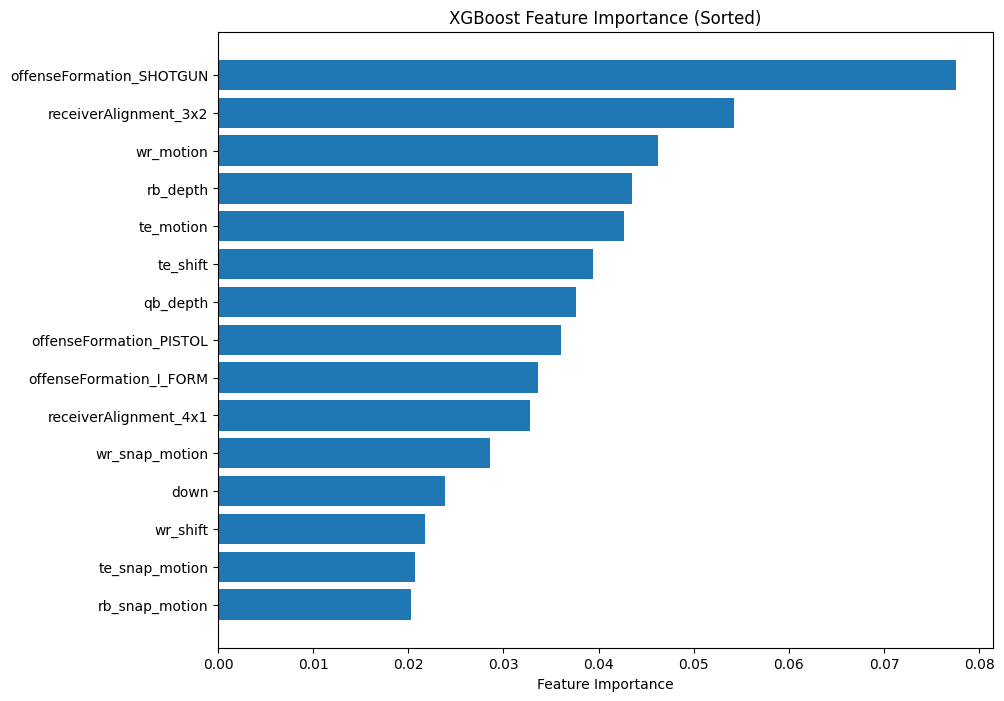 XGBoost Feature Importance (Sorted)
offenseFormation_SHOTGUN
receiverAlignment_3x2
wr_motion
rb_depth
te_motion
te_shift
qb_depth
offenseFormation_PISTOL
offenseFormation_I_FORM
receiverAlignment_4x1
wr_snap_motion
down
wr_shift
te_snap_motion
rb_snap_motion
0.00 0.01 0.02 0.03 0.04 0.05 0.06 0.07 0.08
Feature Importance